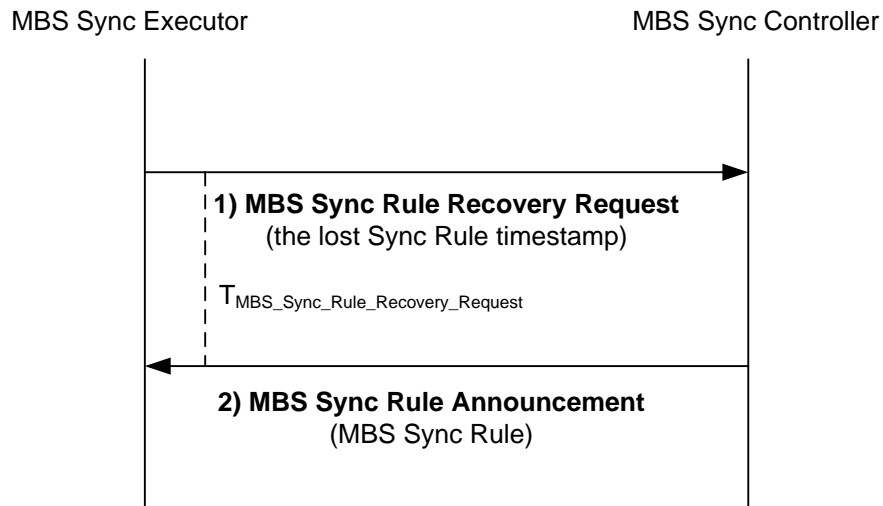 MBS Sync Executor
MBS Sync Controller
1) MBS Sync Rule Recovery Request
(the lost Sync Rule timestamp)
TMBS_Sync_Rule_Recovery_Request
2) MBS Sync Rule Announcement
(MBS Sync Rule)